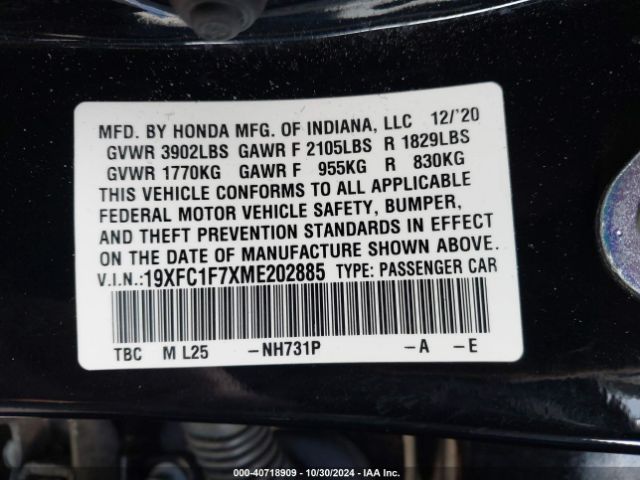 MFD. BY HONDA MFG. OF INDIANA, LLC 12/'20
GVWR 3902LBS GAWR F 2105LBS R 1829LBS
GVWR 1770KG GAWR F 955KG R 830KG
THIS VEHICLE CONFORMS TO ALL APPLICABLE
FEDERAL MOTOR VEHICLE SAFETY, BUMPER,
AND THEFT PREVENTION STANDARDS IN EFFECT
ON THE DATE OF MANUFACTURE SHOWN ABOVE.
V.I.N.:19XFC1F7XME202885 TYPE: PASSENGER CAR
TBC M L25 -NH731P -A -E
000-40718909 - 10/30/2024 - IAA Inc.